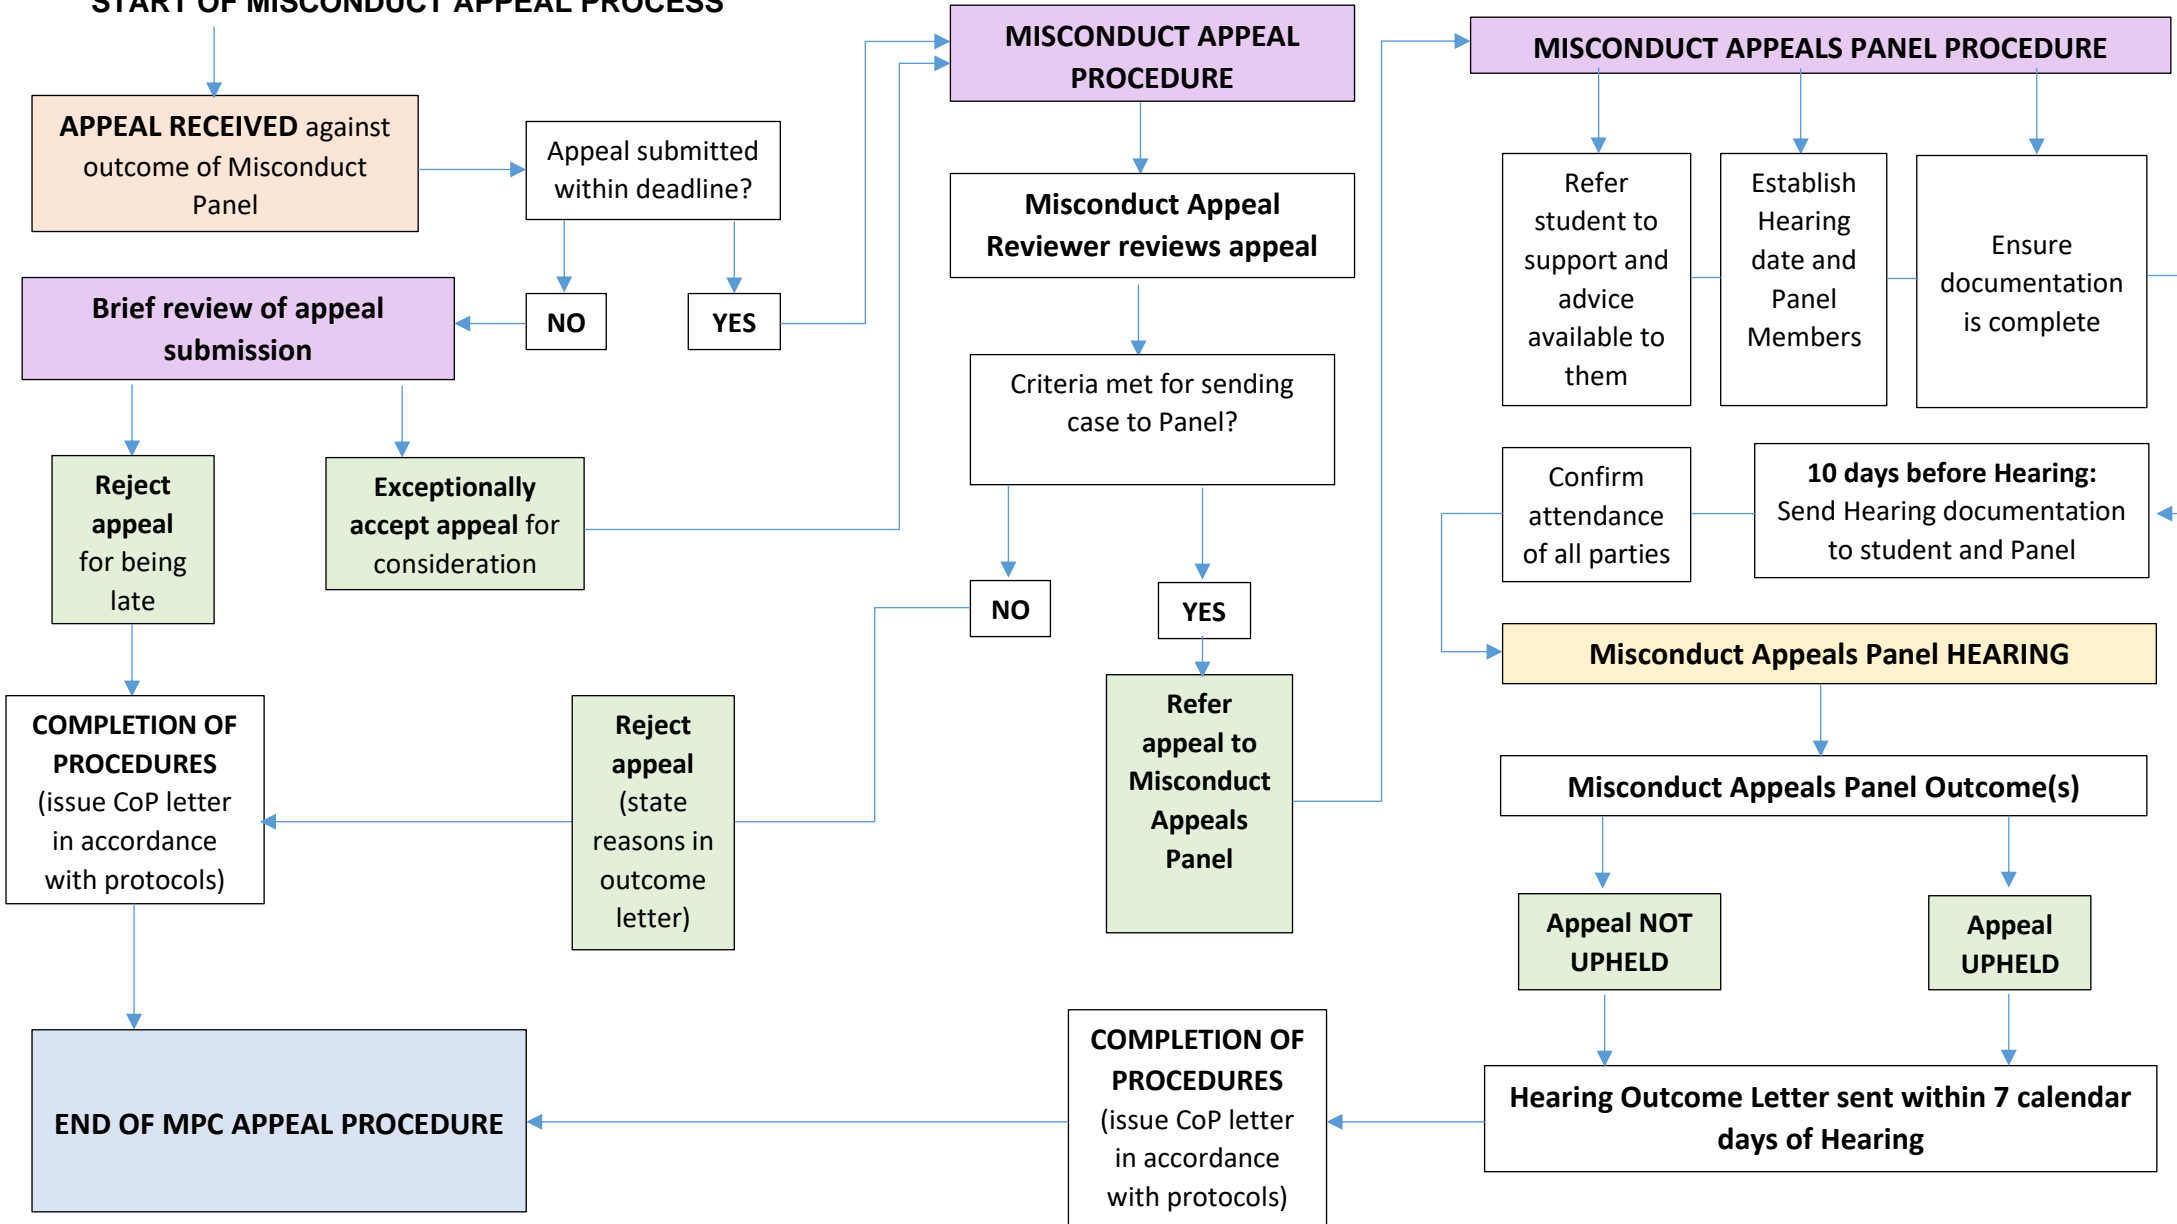 START OF MISCONDUCT APPEAL PROCESS
APPEAL RECEIVED against
outcome of Misconduct
Panel
Appeal submitted
within deadline?
NO
YES
Brief review of appeal
submission
Reject
appeal
for being
late
Exceptionally
accept appeal for
consideration
COMPLETION OF
PROCEDURES
(issue CoP letter
in accordance
with protocols)
Reject
appeal
(state
reasons in
outcome
letter)
END OF MPC APPEAL PROCEDURE
MISCONDUCT APPEAL
PROCEDURE
Misconduct Appeal
Reviewer reviews appeal
Criteria met for sending
case to Panel?
NO
YES
Refer
appeal to
Misconduct
Appeals
Panel
MISCONDUCT APPEALS PANEL PROCEDURE
Refer
student to
support and
advice
available to
them
Establish
Hearing
date and
Panel
Members
Ensure
documentation
is complete
Confirm
attendance
of all parties
10 days before Hearing:
Send Hearing documentation
to student and Panel
Misconduct Appeals Panel HEARING
Misconduct Appeals Panel Outcome(s)
Appeal NOT
UPHELD
Appeal
UPHELD
Hearing Outcome Letter sent within 7 calendar
days of Hearing
COMPLETION OF
PROCEDURES
(issue CoP letter
in accordance
with protocols)